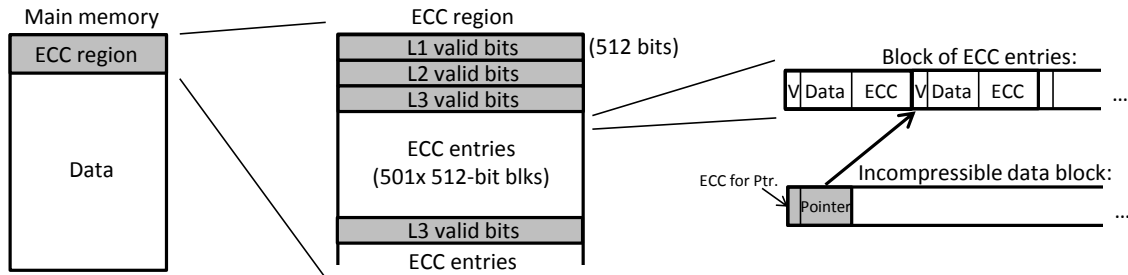 Main memory
ECC region
Data
ECC region
L1 valid bits
(512 bits)
L2 valid bits
L3 valid bits
ECC entries
(501x 512-bit blks)
L3 valid bits
ECC entries
Block of ECC entries:
V Data ECC V Data ECC ...
Incompressible data block:
ECC for Ptr.
Pointer ...